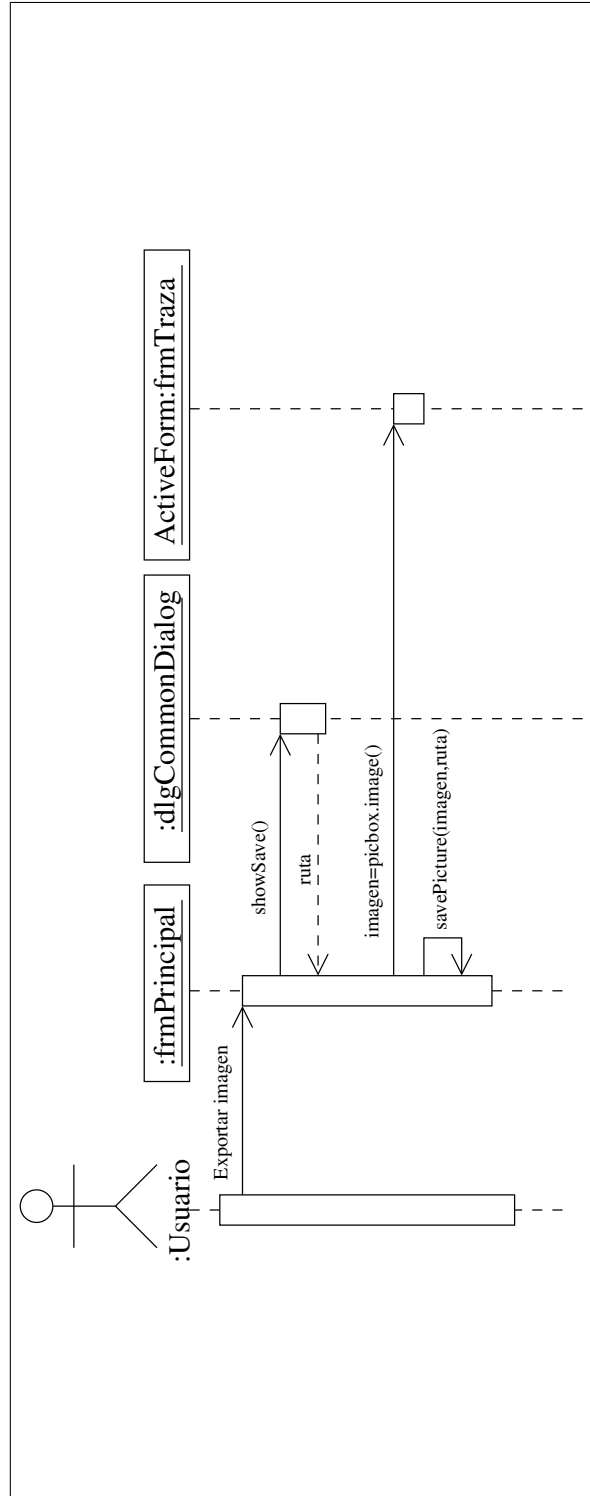 :Usuario
:frmPrincipal
:dlgCommonDialog
ActiveForm:frmTraza
Exportar imagen
showSave()
ruta
imagen=picbox.image()
savePicture(imagen,ruta)